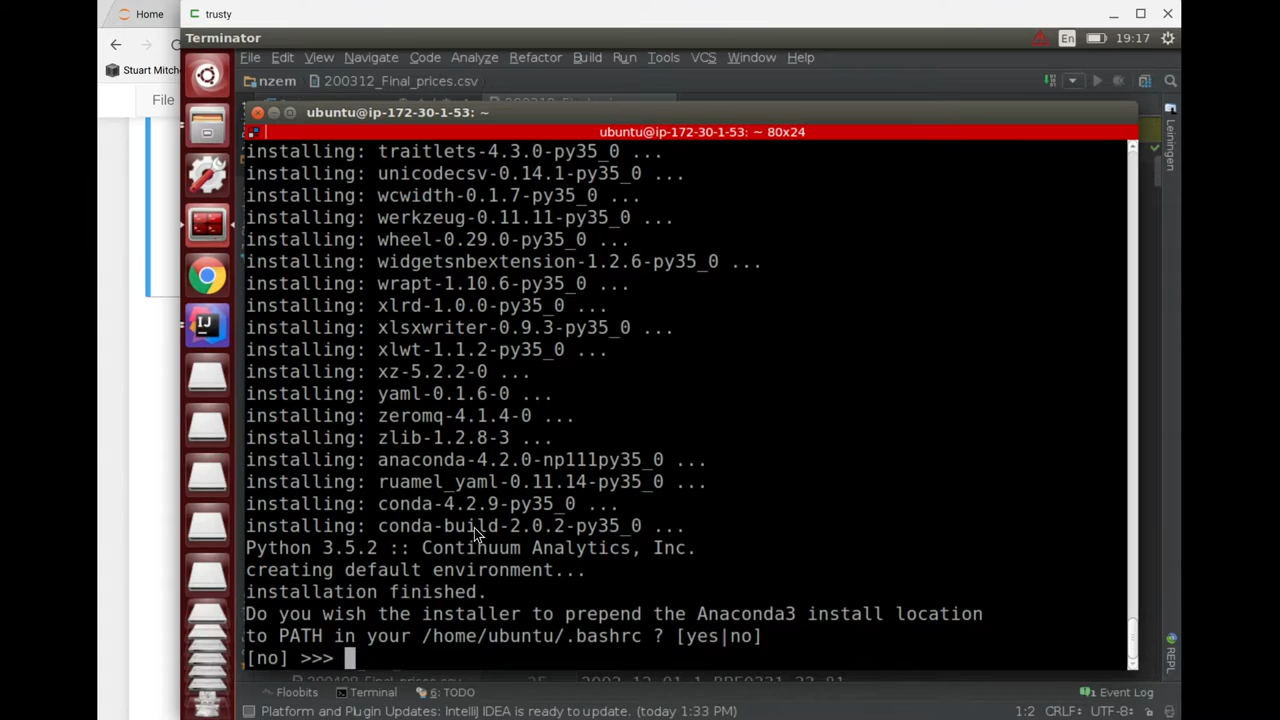 Home
trusty
Terminator
En
19:17
Stuart Mitch
File Edit View Navigate Code Analyze Refactor Build Run Tools VCS Window Help
nzem
200312_Final_prices.csv
File
ubuntu@ip-172-30-1-53: ~
ubuntu@ip-172-30-1-53: ~ 80x24
Leiningen
installing: traitlets-4.3.0-py35_0 ...
installing: unicodecsv-0.14.1-py35_0 ...
installing: wcwidth-0.1.7-py35_0 ...
installing: werkzeug-0.11.11-py35_0 ...
installing: wheel-0.29.0-py35_0 ...
installing: widgetsnbextension-1.2.6-py35_0 ...
installing: wrapt-1.10.6-py35_0 ...
installing: xlrd-1.0.0-py35_0 ...
installing: xlsxwriter-0.9.3-py35_0 ...
installing: xlwt-1.1.2-py35_0 ...
installing: xz-5.2.2-0 ...
installing: yaml-0.1.6-0 ...
installing: zeromq-4.1.4-0 ...
installing: zlib-1.2.8-3 ...
installing: anaconda-4.2.0-np111py35_0 ...
installing: ruamel_yaml-0.11.14-py35_0 ...
installing: conda-4.2.9-py35_0 ...
installing: conda-build-2.0.2-py35_0 ...
Python 3.5.2 :: Continuum Analytics, Inc.
creating default environment...
installation finished.
Do you wish the installer to prepend the Anaconda3 install location
to PATH in your /home/ubuntu/.bashrc ? [yes|no]
[no] >>>
REPL
Floobits
Terminal
6: TODO
1 Event Log
Platform and Plugin Updates: IntelliJ IDEA is ready to update. (today 1:33 PM)
1:2 CRLF÷ UTF-8÷